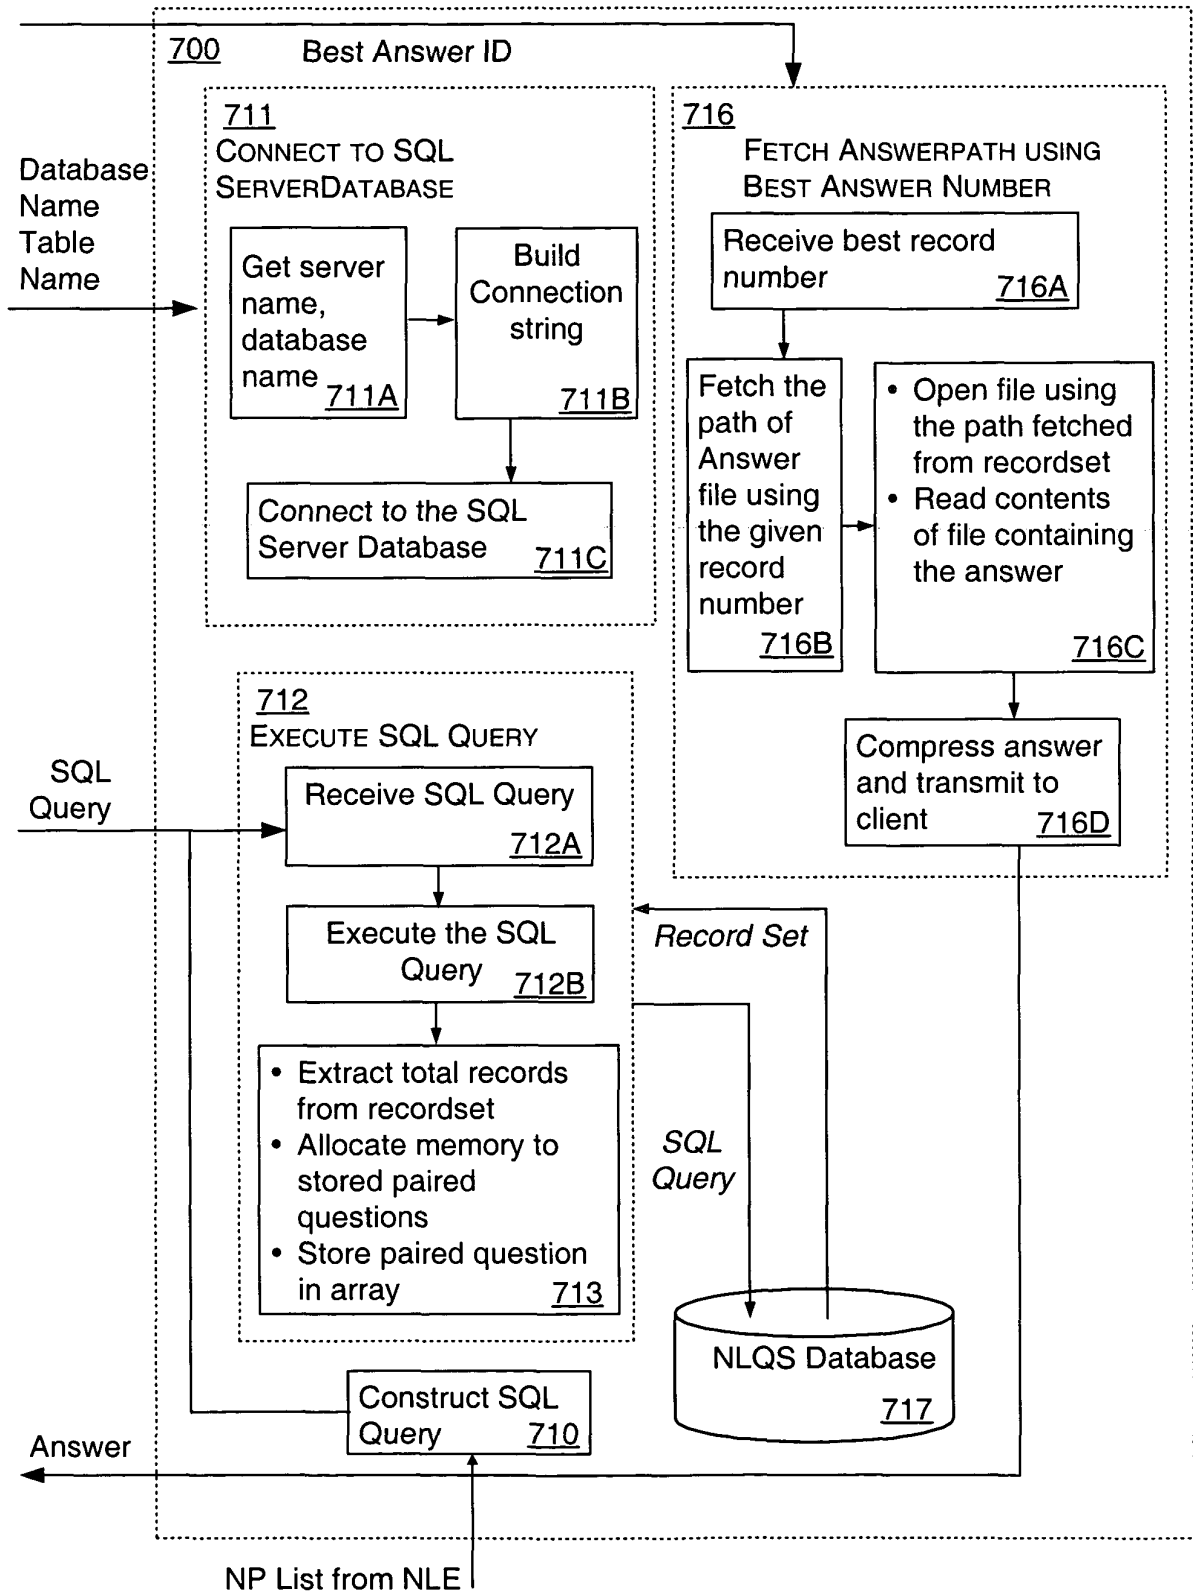 700
Best Answer ID
Database
Name
Table
Name
711
CONNECT TO SQL
SERVERDATABASE
Get server
name,
database
name
711A
Build
Connection
string
711B
Connect to the SQL
Server Database
711C
716
FETCH ANSWERPATH USING
BEST ANSWER NUMBER
Receive best record
number
716A
Fetch the
path of
Answer
file using
the given
record
number
716B
• Open file using
the path fetched
from recordset
• Read contents
of file containing
the answer
716C
Compress answer
and transmit to
client
716D
SQL
Query
712
EXECUTE SQL QUERY
Receive SQL Query
712A
Execute the SQL
Query
712B
• Extract total records
from recordset
• Allocate memory to
stored paired
questions
• Store paired question
in array
713
Record Set
SQL
Query
NLQS Database
717
Construct SQL
Query
710
Answer
NP List from NLE